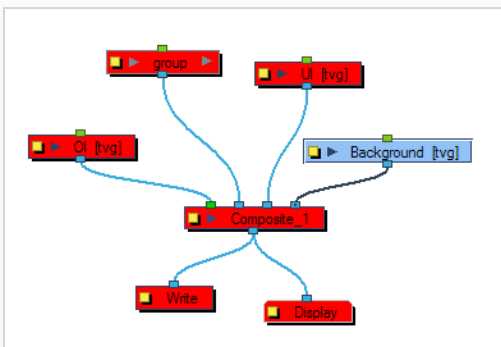 group
UI [tvg]
OI [tvg]
Background [tvg]
Composite_1
Write
Display